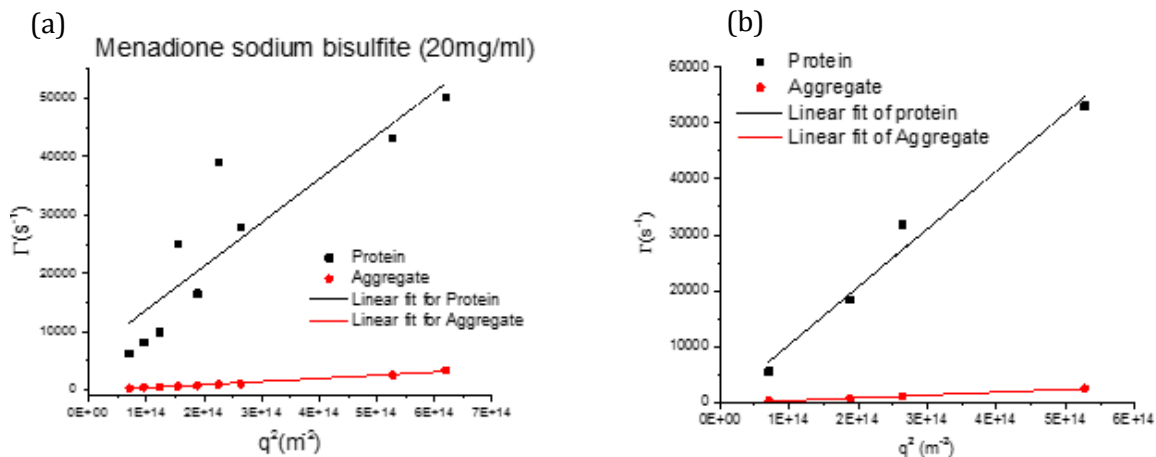 (a)
Menadione sodium bisulfite (20mg/ml)
50000
40000
30000
20000
10000
0
Γ(s⁻¹)
Protein
Aggregate
Linear fit for Protein
Linear fit for Aggregate
0E+00 1E+14 2E+14 3E+14 4E+14 5E+14 6E+14 7E+14
q²(m⁻²)
(b)
Protein
Aggregate
Linear fit of protein
Linear fit of Aggregate
60000
50000
40000
30000
20000
10000
0
Γ(s⁻¹)
0E+00 1E+14 2E+14 3E+14 4E+14 5E+14 6E+14
q² (m⁻²)